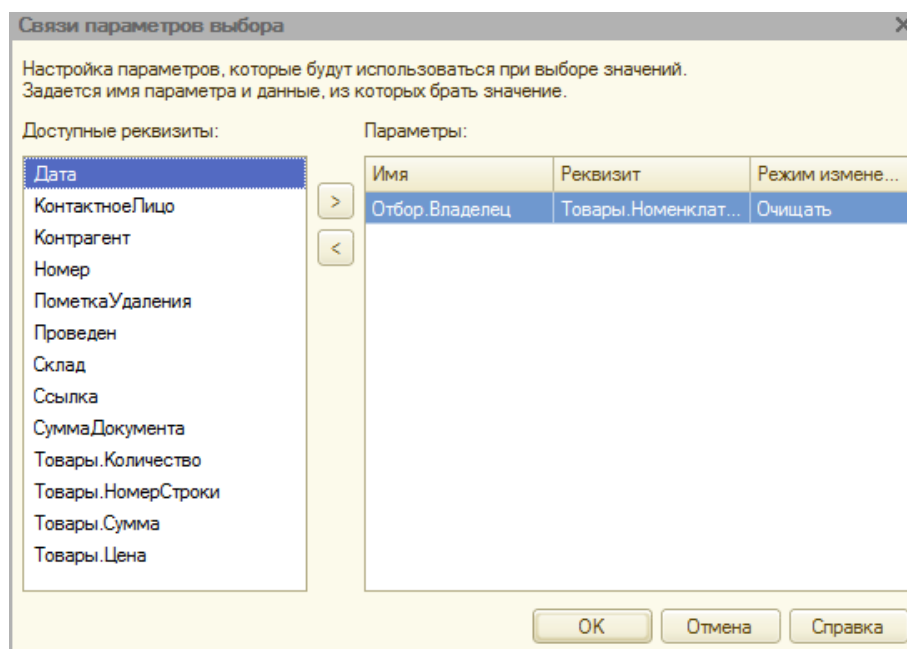 Связи параметров выбора
Настройка параметров, которые будут использоваться при выборе значений.
Задается имя параметра и данные, из которых брать значение.
Доступные реквизиты:
Параметры:
Дата
КонтактноеЛицо
Контрагент
Номер
ПометкаУдаления
Проведен
Склад
Ссылка
СуммаДокумента
Товары.Количество
Товары.НомерСтроки
Товары.Сумма
Товары.Цена
>
<
Имя Реквизит Режим измене...
Отбор.Владелец Товары.Номенклат... Очищать
OK Отмена Справка